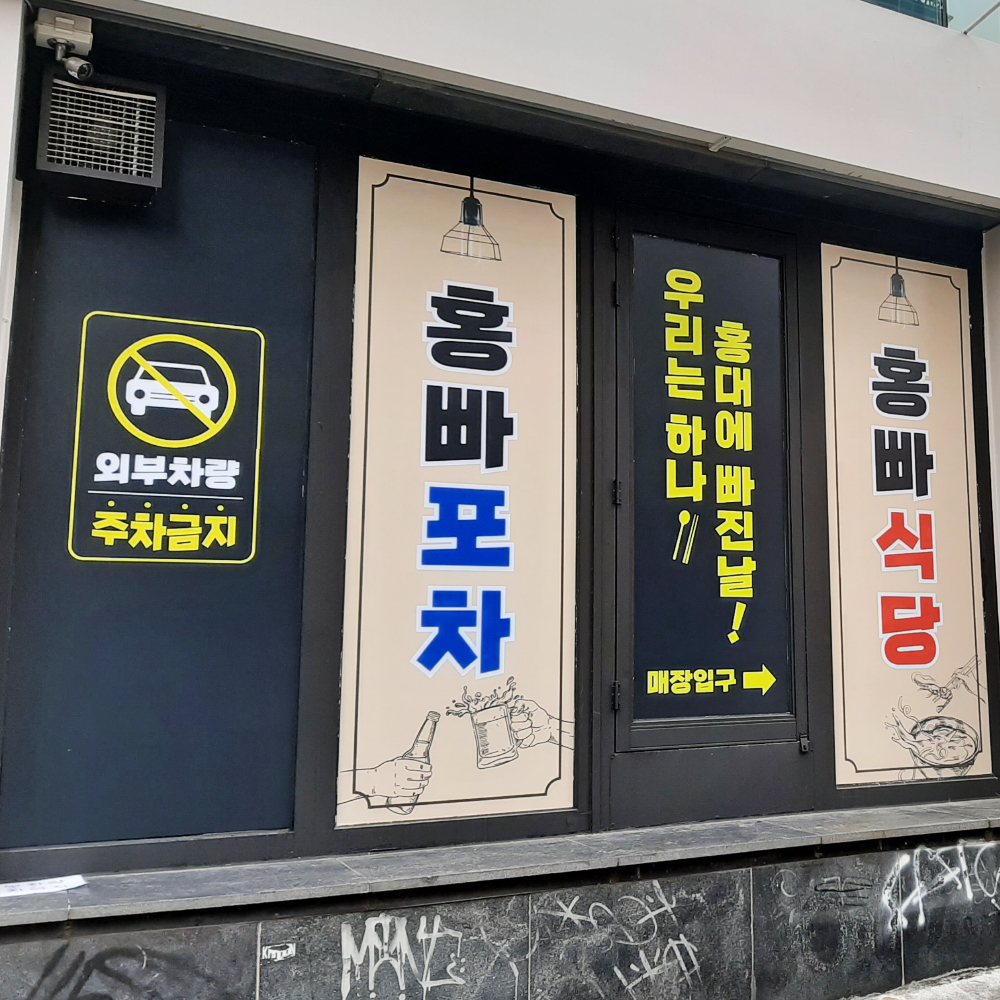 외부차량
주차금지
홍빠포차
홍대에 빠진날!
우리는 하나
매장입구
홍빠식당